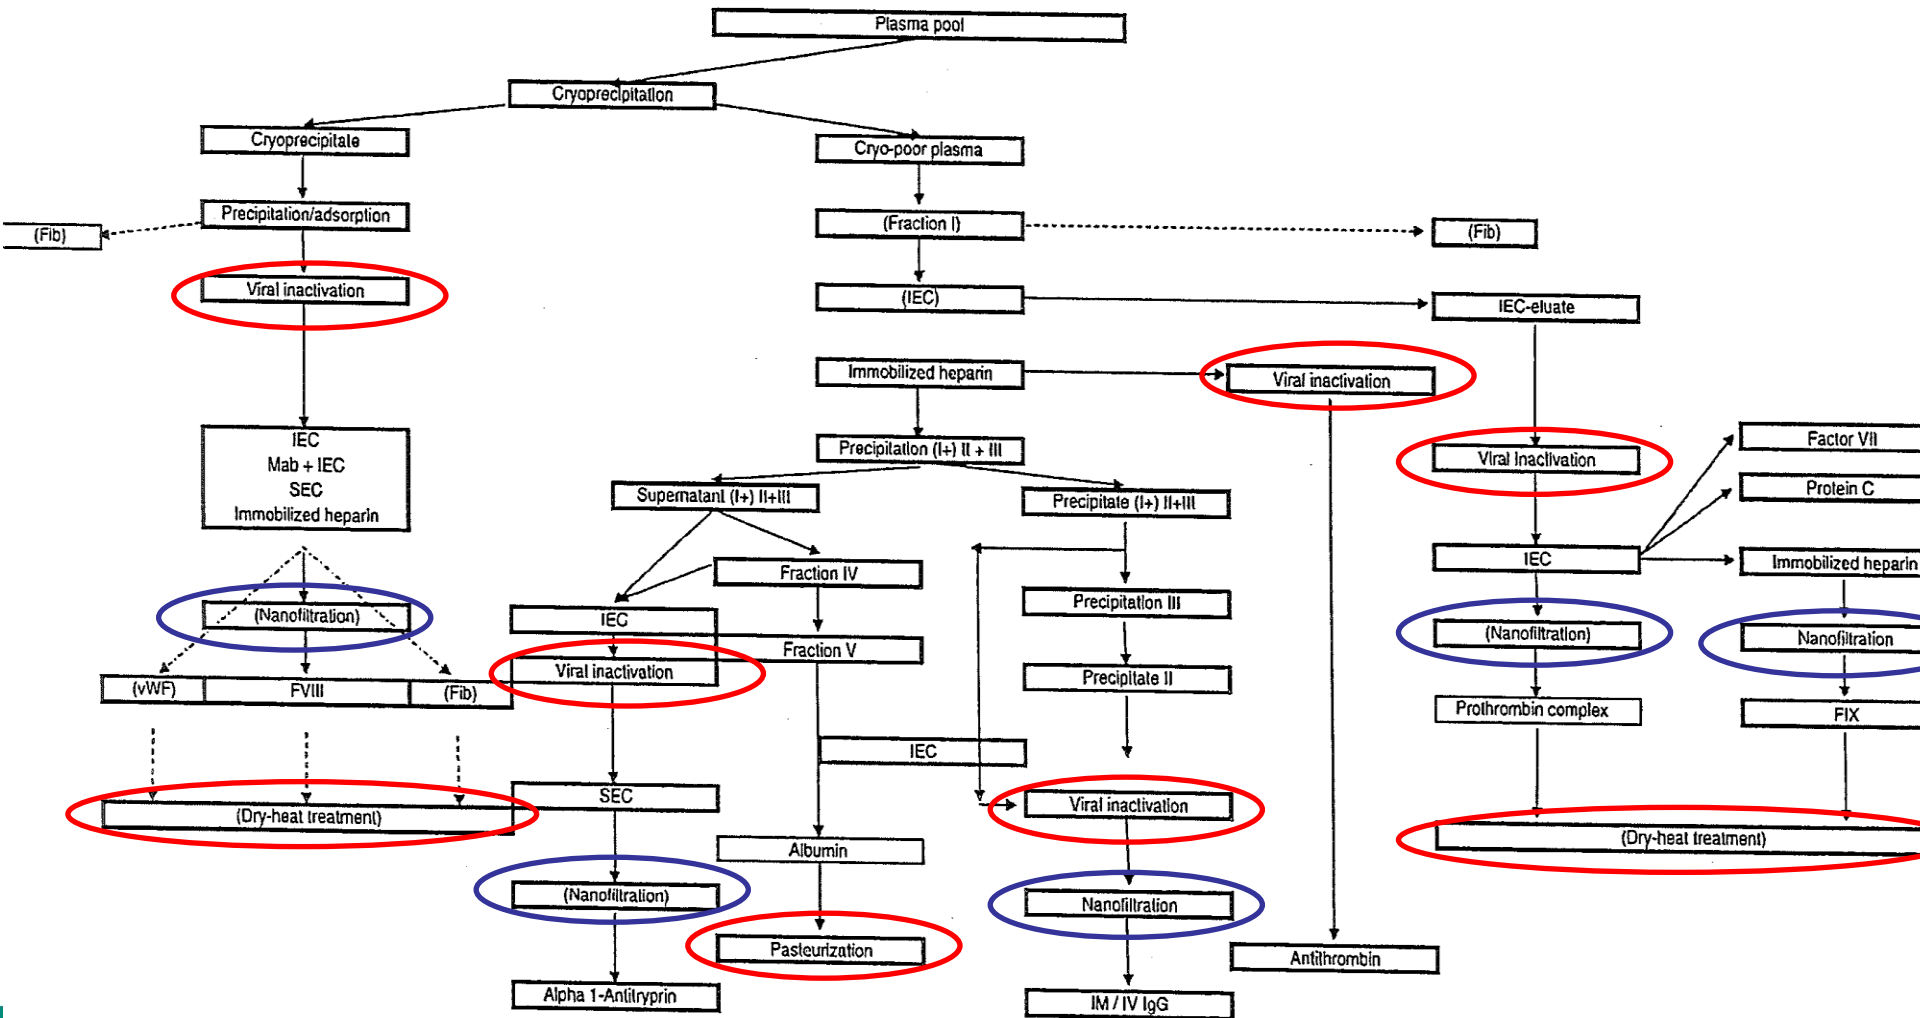 Plasma pool
Cryoprecipitation
Cryoprecipitate
Cryo-poor plasma
Precipitation/adsorption
(Fib)
(Fraction I)
(Fib)
Viral inactivation
(IEC)
IEC-eluate
Immobilized heparin
Viral inactivation
IEC
Mab + IEC
SEC
Immobilized heparin
Precipitation (I+) II + III
Factor VII
Viral Inactivation
Supernatant (I+) II+III
Precipitate (I+) II+III
Protein C
Fraction IV
IEC
Immobilized heparin
(Nanofiltration)
IEC
Precipitation III
(Nanofiltration)
Nanofiltration
Fraction V
Viral inactivation
Precipitate II
(vWF)
FVIII
(Fib)
Prothrombin complex
FIX
IEC
SEC
Viral inactivation
(Dry-heat treatment)
(Dry-heat treatment)
Albumin
(Nanofiltration)
Nanofiltration
Pasteurization
Antithrombin
Alpha 1-Antitryprin
IM / IV IgG